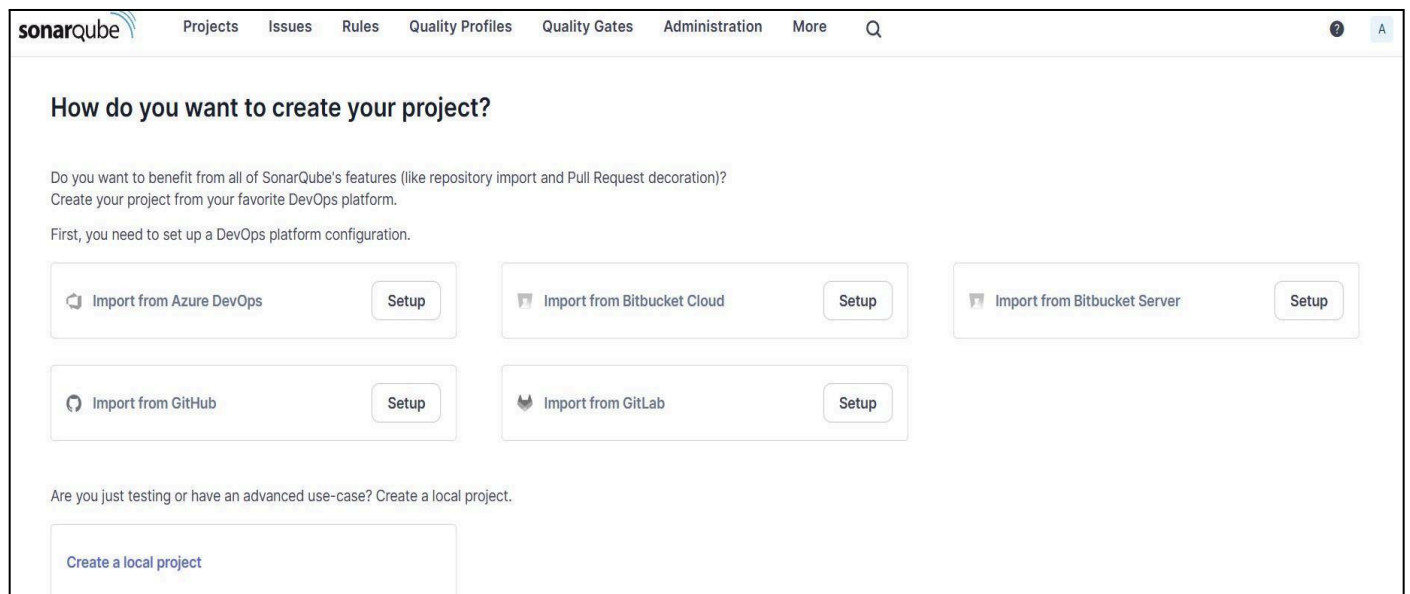 sonarqube Projects Issues Rules Quality Profiles Quality Gates Administration More ? A
How do you want to create your project?
Do you want to benefit from all of SonarQube's features (like repository import and Pull Request decoration)?
Create your project from your favorite DevOps platform.
First, you need to set up a DevOps platform configuration.
Import from Azure DevOps Setup Import from Bitbucket Cloud Setup Import from Bitbucket Server Setup
Import from GitHub Setup Import from GitLab Setup
Are you just testing or have an advanced use-case? Create a local project.
Create a local project